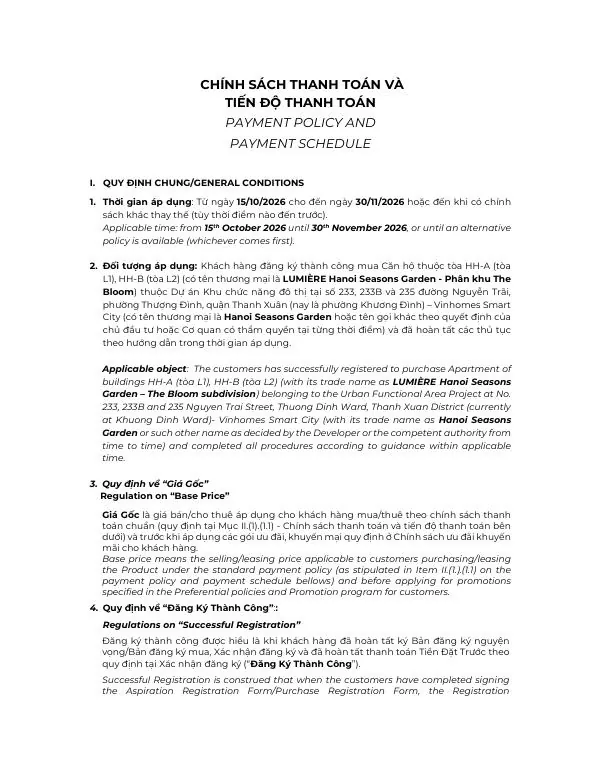 CHÍNH SÁCH THANH TOÁN VÀ
TIẾN ĐỘ THANH TOÁN
PAYMENT POLICY AND
PAYMENT SCHEDULE
I. QUY ĐỊNH CHUNG/GENERAL CONDITIONS
1. Thời gian áp dụng: Từ ngày 15/10/2026 cho đến ngày 30/11/2026 hoặc đến khi có chính
sách khác thay thế (tùy thời điểm nào đến trước).
Applicable time: from 15th October 2026 until 30th November 2026, or until an alternative
policy is available (whichever comes first).
2. Đối tượng áp dụng: Khách hàng đăng ký thành công mua Căn hộ thuộc tòa HH-A (tòa
L1), HH-B (tòa L2) (có tên thương mại là LUMIÈRE Hanoi Seasons Garden - Phân khu The
Bloom) thuộc Dự án Khu chức năng đô thị tại số 233, 233B và 235 đường Nguyễn Trãi,
phường Thượng Đình, quận Thanh Xuân (nay là phường Khương Đình) – Vinhomes Smart
City (có tên thương mại là Hanoi Seasons Garden hoặc tên gọi khác theo quyết định của
chủ đầu tư hoặc Cơ quan có thẩm quyền tại từng thời điểm) và đã hoàn tất các thủ tục
theo hướng dẫn trong thời gian áp dụng.
Applicable object: The customers has successfully registered to purchase Apartment of
buildings HH-A (tòa L1), HH-B (tòa L2) (with its trade name as LUMIÈRE Hanoi Seasons
Garden – The Bloom subdivision) belonging to the Urban Functional Area Project at No.
233, 233B and 235 Nguyen Trai Street, Thuong Dinh Ward, Thanh Xuan District (currently
at Khuong Dinh Ward)- Vinhomes Smart City (with its trade name as Hanoi Seasons
Garden or such other name as decided by the Developer or the competent authority from
time to time) and completed all procedures according to guidance within applicable
time.
3. Quy định về “Giá Gốc”
Regulation on “Base Price”
Giá Gốc là giá bán/cho thuê áp dụng cho khách hàng mua/thuê theo chính sách thanh
toán chuẩn (quy định tại Mục II.(1).(1.1) - Chính sách thanh toán và tiến độ thanh toán bên
dưới) và trước khi áp dụng các gói ưu đãi, khuyến mại quy định ở Chính sách ưu đãi khuyến
mãi cho khách hàng.
Base price means the selling/leasing price applicable to customers purchasing/leasing
the Product under the standard payment policy (as stipulated in Item II.(1.).(1.1) on the
payment policy and payment schedule bellows) and before applying for promotions
specified in the Preferential policies and Promotion program for customers.
4. Quy định về “Đăng Ký Thành Công”:
Regulations on “Successful Registration”
Đăng ký thành công được hiểu là khi khách hàng đã hoàn tất ký Bản đăng ký nguyện
vọng/Bản đăng ký mua, Xác nhận đăng ký và đã hoàn tất thanh toán Tiền Đặt Trước theo
quy định tại Xác nhận đăng ký (“Đăng Ký Thành Công”).
Successful Registration is construed that when the customers have completed signing
the Aspiration Registration Form/Purchase Registration Form, the Registration